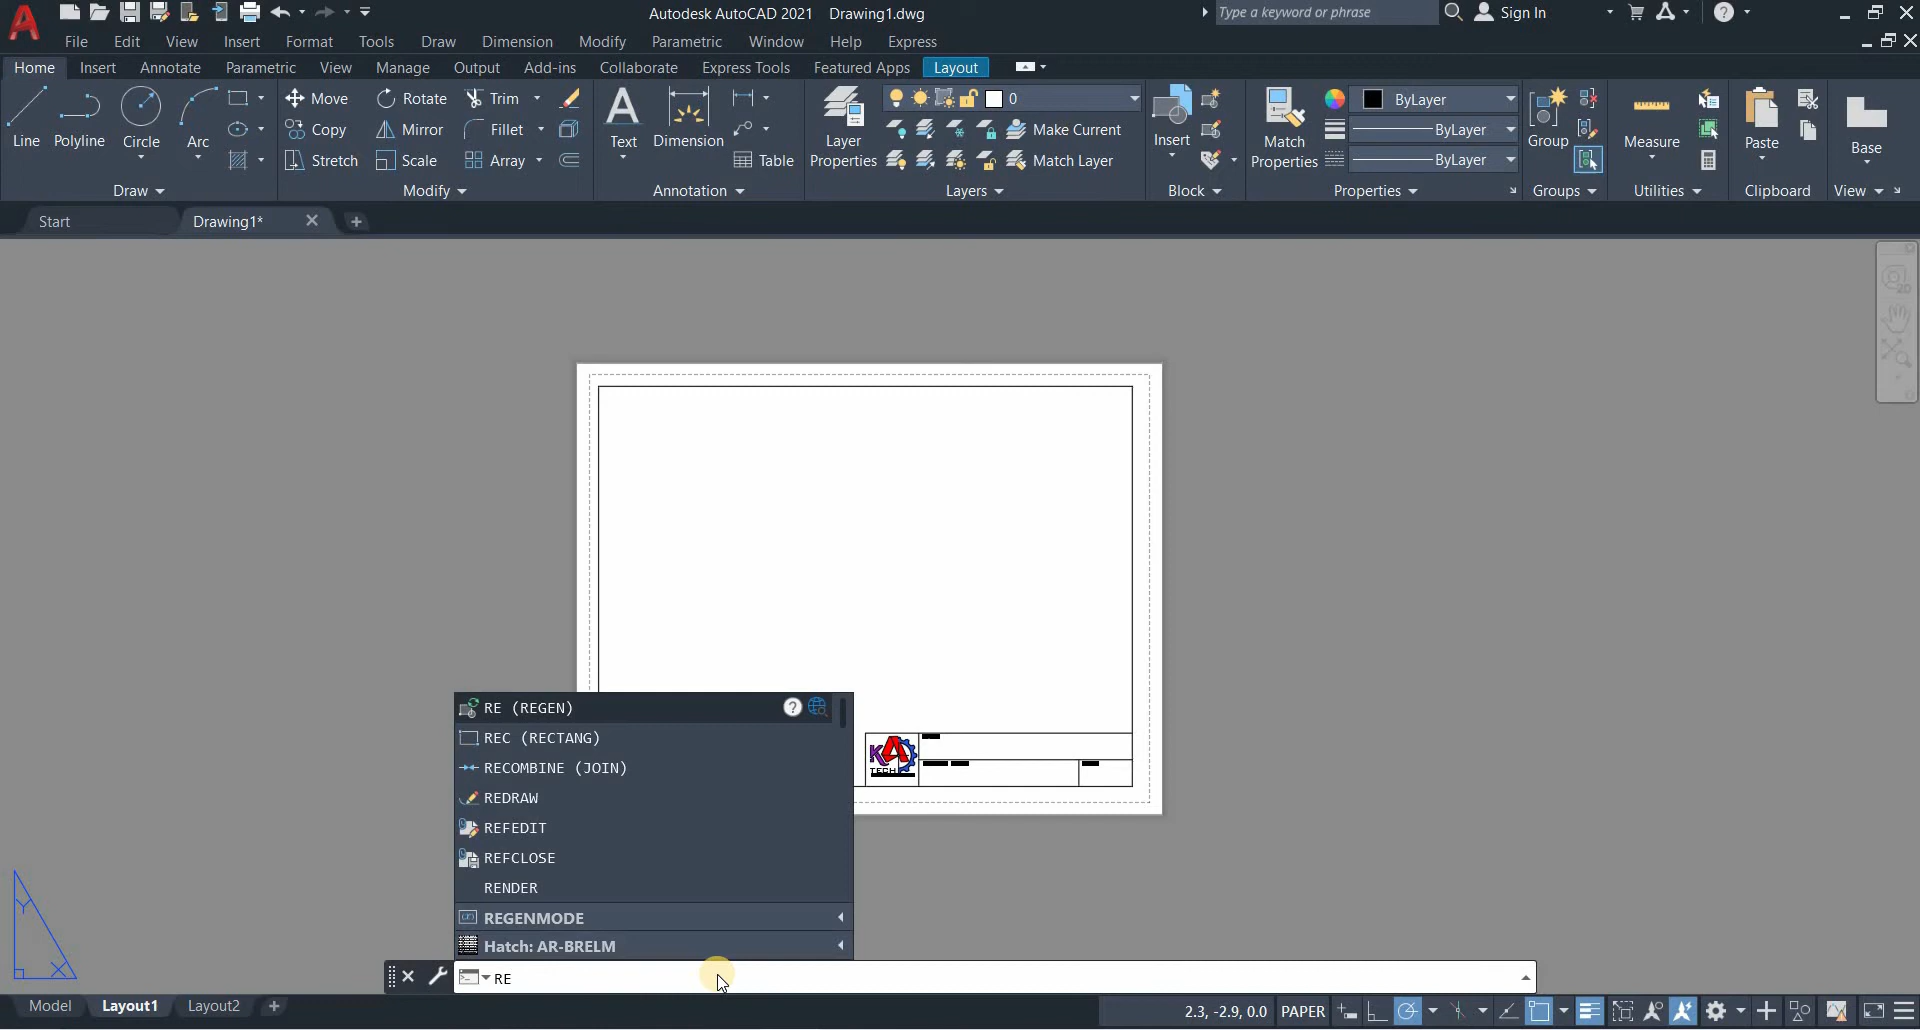 Autodesk AutoCAD 2021 Drawing1.dwg
Type a keyword or phrase
Sign In
File Edit View Insert Format Tools Draw Dimension Modify Parametric Window Help Express
Home Insert Annotate Parametric View Manage Output Add-ins Collaborate Express Tools Featured Apps Layout
Line Polyline Circle Arc
Move Rotate Trim
Copy Mirror Fillet
Stretch Scale Array
Text Dimension
Table
Layer
Properties
0
Make Current
Match Layer
Insert
Match
Properties
ByLayer
ByLayer
ByLayer
Group
Measure
Paste
Base
Draw Modify Annotation Layers Block Properties Groups Utilities Clipboard View
Start Drawing1*
2D
KA
TECH
RE (REGEN)
REC (RECTANG)
RECOMBINE (JOIN)
REDRAW
REFEDIT
REFCLOSE
RENDER
REGENMODE
Hatch: AR-BRELM
RE
Y
X
Model Layout1 Layout2
2.3, -2.9, 0.0 PAPER